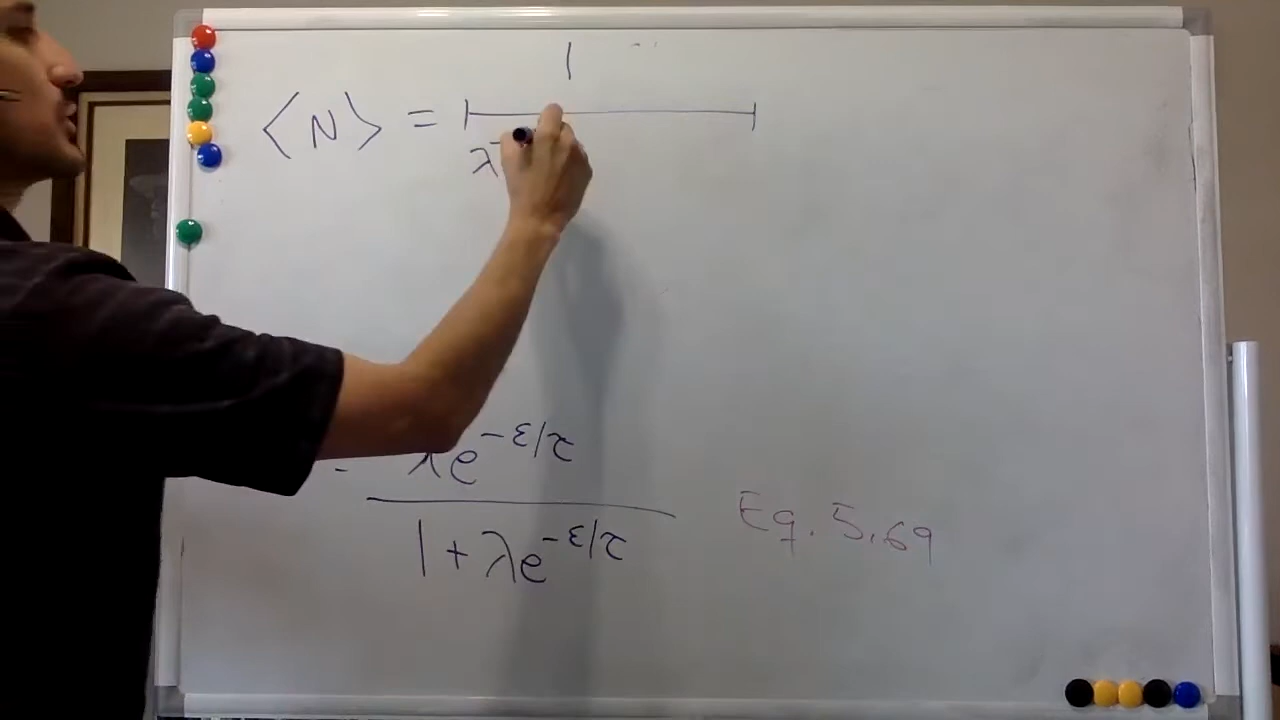 ⟨N⟩ = 1
λ⁻
λe^{-ε/τ}
1 + λe^{-ε/τ} Eq. 5.69